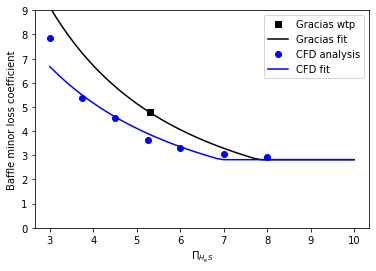 9
8
7
6
5
4
3
2
1
0
Baffle minor loss coefficient
Gracias wtp
Gracias fit
CFD analysis
CFD fit
3 4 5 6 7 8 9 10
Π_{H_eS}